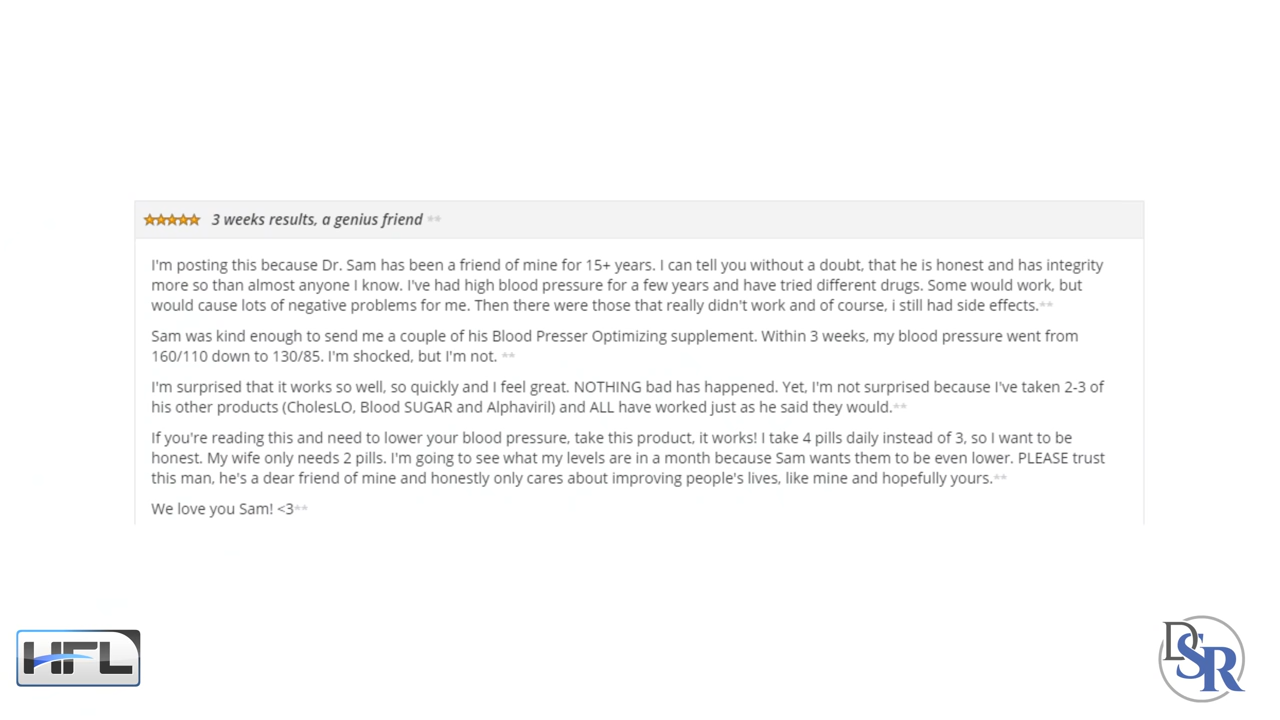 3 weeks results, a genius friend **
I'm posting this because Dr. Sam has been a friend of mine for 15+ years. I can tell you without a doubt, that he is honest and has integrity
more so than almost anyone I know. I've had high blood pressure for a few years and have tried different drugs. Some would work, but
would cause lots of negative problems for me. Then there were those that really didn't work and of course, i still had side effects.**
Sam was kind enough to send me a couple of his Blood Presser Optimizing supplement. Within 3 weeks, my blood pressure went from
160/110 down to 130/85. I'm shocked, but I'm not. **
I'm surprised that it works so well, so quickly and I feel great. NOTHING bad has happened. Yet, I'm not surprised because I've taken 2-3 of
his other products (CholesLO, Blood SUGAR and Alphaviril) and ALL have worked just as he said they would.**
If you're reading this and need to lower your blood pressure, take this product, it works! I take 4 pills daily instead of 3, so I want to be
honest. My wife only needs 2 pills. I'm going to see what my levels are in a month because Sam wants them to be even lower. PLEASE trust
this man, he's a dear friend of mine and honestly only cares about improving people's lives, like mine and hopefully yours.**
We love you Sam! <3**
HFL
DSR